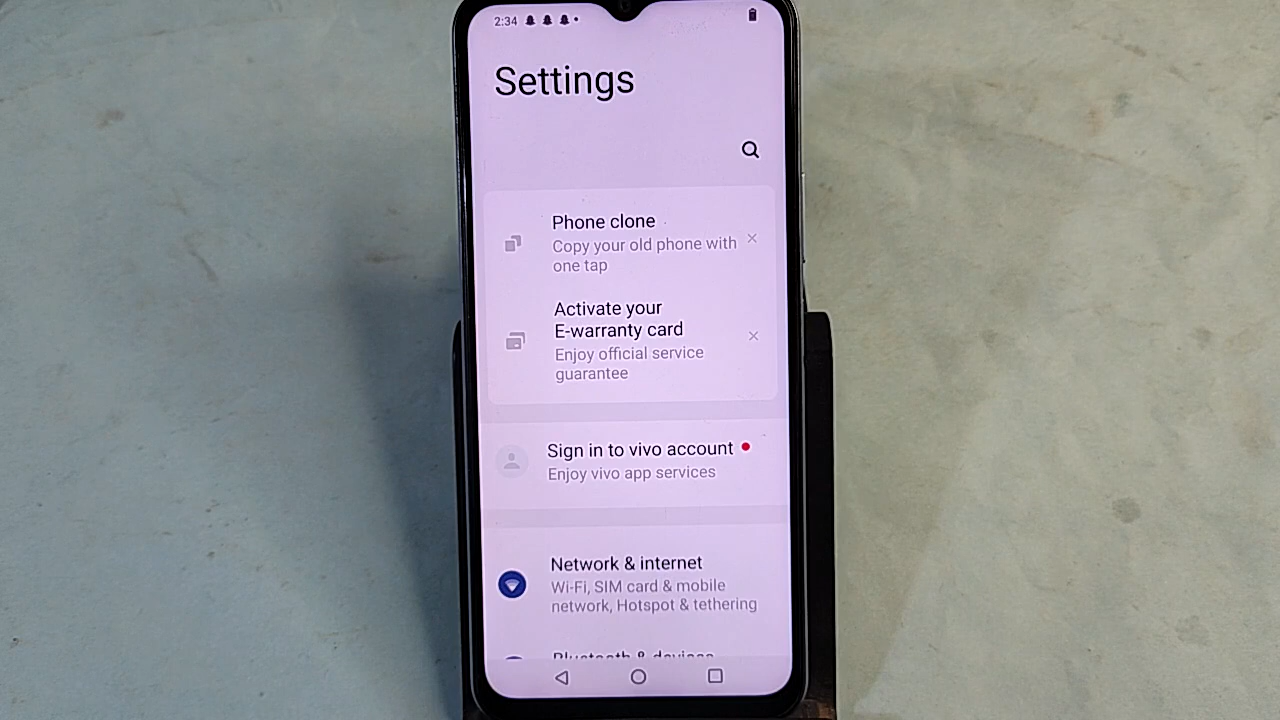 2:34
Settings
Phone clone
Copy your old phone with
one tap
Activate your
E-warranty card
Enjoy official service
guarantee
Sign in to vivo account
Enjoy vivo app services
Network & internet
Wi-Fi, SIM card & mobile
network, Hotspot & tethering
Bluetooth & devices